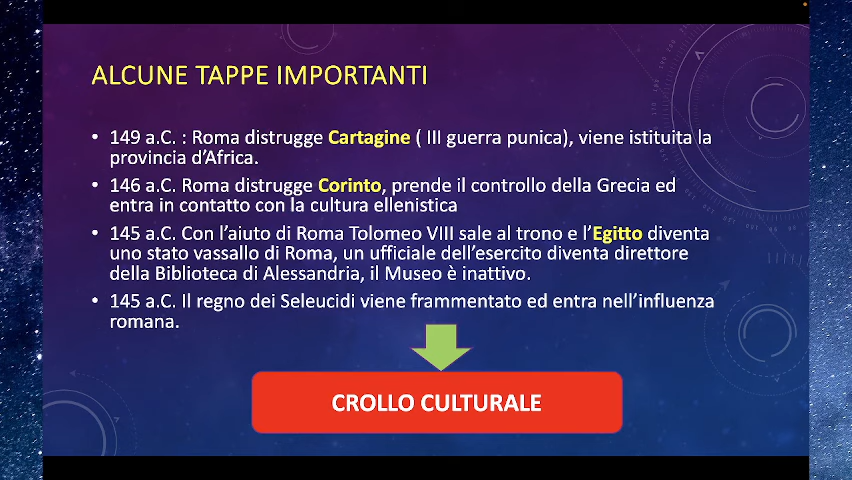 ALCUNE TAPPE IMPORTANTI
• 149 a.C. : Roma distrugge Cartagine ( III guerra punica), viene istituita la
provincia d’Africa.
• 146 a.C. Roma distrugge Corinto, prende il controllo della Grecia ed
entra in contatto con la cultura ellenistica
• 145 a.C. Con l’aiuto di Roma Tolomeo VIII sale al trono e l’Egitto diventa
uno stato vassallo di Roma, un ufficiale dell’esercito diventa direttore
della Biblioteca di Alessandria, il Museo è inattivo.
• 145 a.C. Il regno dei Seleucidi viene frammentato ed entra nell’influenza
romana.
CROLLO CULTURALE